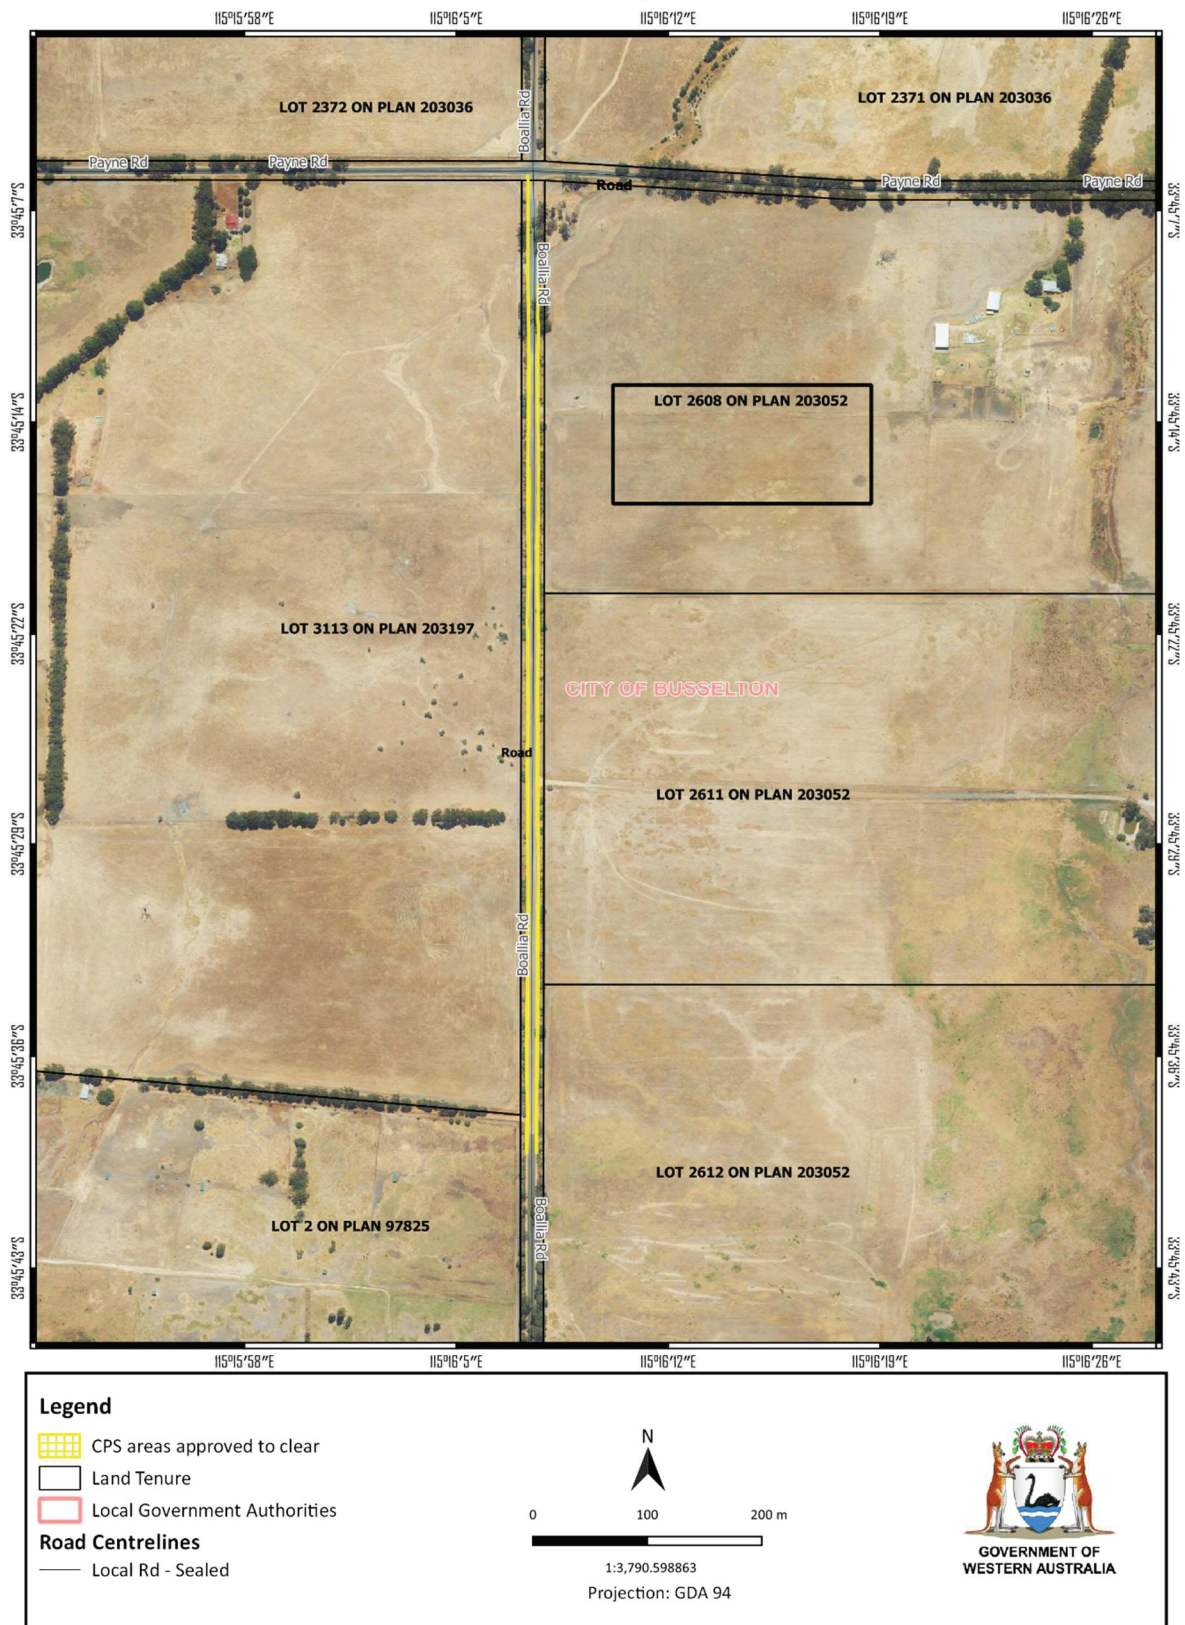 115°15'58"E 115°16'5"E 115°16'12"E 115°16'19"E 115°16'26"E
LOT 2372 ON PLAN 203036
Boallia Rd
LOT 2371 ON PLAN 203036
Payne Rd
Payne Rd
Road
Payne Rd
Payne Rd
33°45'7"S
33°45'7"S
Boallia Rd
LOT 2608 ON PLAN 203052
33°45'14"S
33°45'14"S
LOT 3113 ON PLAN 203197
33°45'22"S
33°45'22"S
CITY OF BUSSELTON
Road
LOT 2611 ON PLAN 203052
33°45'29"S
33°45'29"S
Boallia Rd
33°45'36"S
33°45'36"S
LOT 2612 ON PLAN 203052
LOT 2 ON PLAN 97825
Boallia Rd
33°45'43"S
33°45'43"S
115°15'58"E 115°16'5"E 115°16'12"E 115°16'19"E 115°16'26"E
Legend
CPS areas approved to clear
Land Tenure
Local Government Authorities
Road Centrelines
Local Rd - Sealed
N
0 100 200 m
1:3,790.598863
Projection: GDA 94
GOVERNMENT OF
WESTERN AUSTRALIA